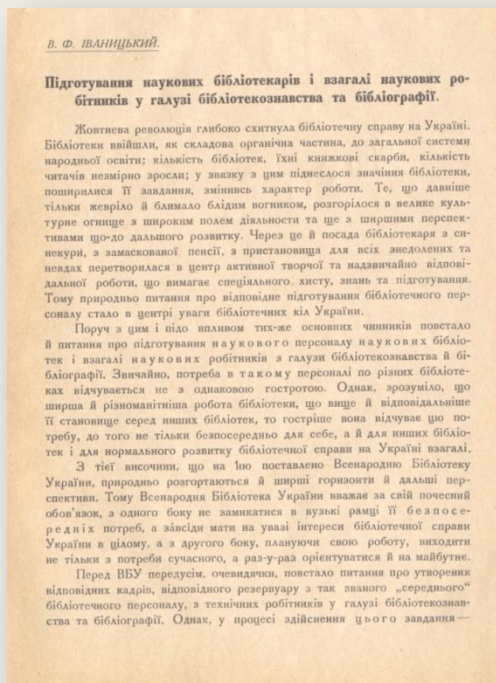 В. Ф. ІВАНИЦЬКИЙ.
Підготування наукових бібліотекарів і взагалі наукових ро-
бітників у галузі бібліотекознавства та бібліографії.
Жовтнева революція глибоко схитнула бібліотечну справу на Україні.
Бібліотеки ввійшли, як складова органічна частина, до загальної системи
народньої освіти; кількість бібліотек, їхні книжкові скарби, кількість
читачів незмірно зросли; у звязку з цим піднеслося значіння бібліотеки,
поширилися її завдання, змінивсь характер роботи. Те, що давніше
тільки жевріло й блимало блідим вогником, розгорілося в велике куль-
турне огнище з широким полем діяльности та ще з ширшими перспек-
тивами що-до дальшого розвитку. Через це й посада бібліотекаря з си-
некури, з замаскованої пенсії, з пристановища для всіх знедолених та
невдах перетворилася в центр активної творчої та надзвичайно відпові-
дальної роботи, що вимагає спеціяльного хисту, знань та підготування.
Тому природньо питання про відповідне підготування бібліотечного пер-
соналу стало в центрі уваги бібліотечних кіл України.
Поруч з цим і підо впливом тих-же основних чинників повстало
й питання про підготування наукового персоналу наукових бібліо-
тек і взагалі наукових робітників з галузи бібліотекознавства й бі-
бліографії. Звичайно, потреба в такому персоналі по різних бібліоте-
ках відчувається не з однаковою гостротою. Однак, зрозуміло, що
ширша й різноманітніша робота бібліотеки, що вище й відповідальніше
її становище серед инших бібліотек, то гостріше вона відчуває цю по-
требу, до того не тільки безпосередньо для себе, а й для инших бібліо-
тек і для нормального розвитку бібліотечної справи на Україні взагалі.
З тієї височини, що на їню поставлено Всенародню Бібліотеку
України, природньо розгортаються й ширші горизонти й дальші пер-
спективи. Тому Всенародня Бібліотека України вважає за свій почесний
обов'язок, з одного боку не замикатися в вузькі рамці її безпосе-
редніх потреб, а завсіди мати на увазі інтереси бібліотечної справи
України в цілому, а з другого боку, плануючи свою роботу, виходити
не тільки з потреби сучасного, а раз-у-раз орієнтуватися й на майбутнє.
Перед ВБУ передусім, очевидячки, повстало питання про утворення
відповідних кадрів, відповідного резервуару з так званого „середнього“
бібліотечного персоналу, з технічних робітників у галузі бібліотекознав-
ства та бібліографії. Однак, у процесі здійснення цього завдання—